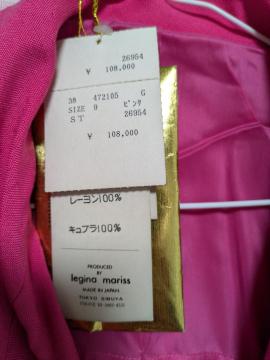 26954
¥ 108,000
38 472105 G
SIZE 9 ピンク
ST 26954
¥ 108,000
レーヨン100%
キュプラ100%
PRODUCED
BY
legina mariss
MADE IN JAPAN
TOKYO SIBUYA